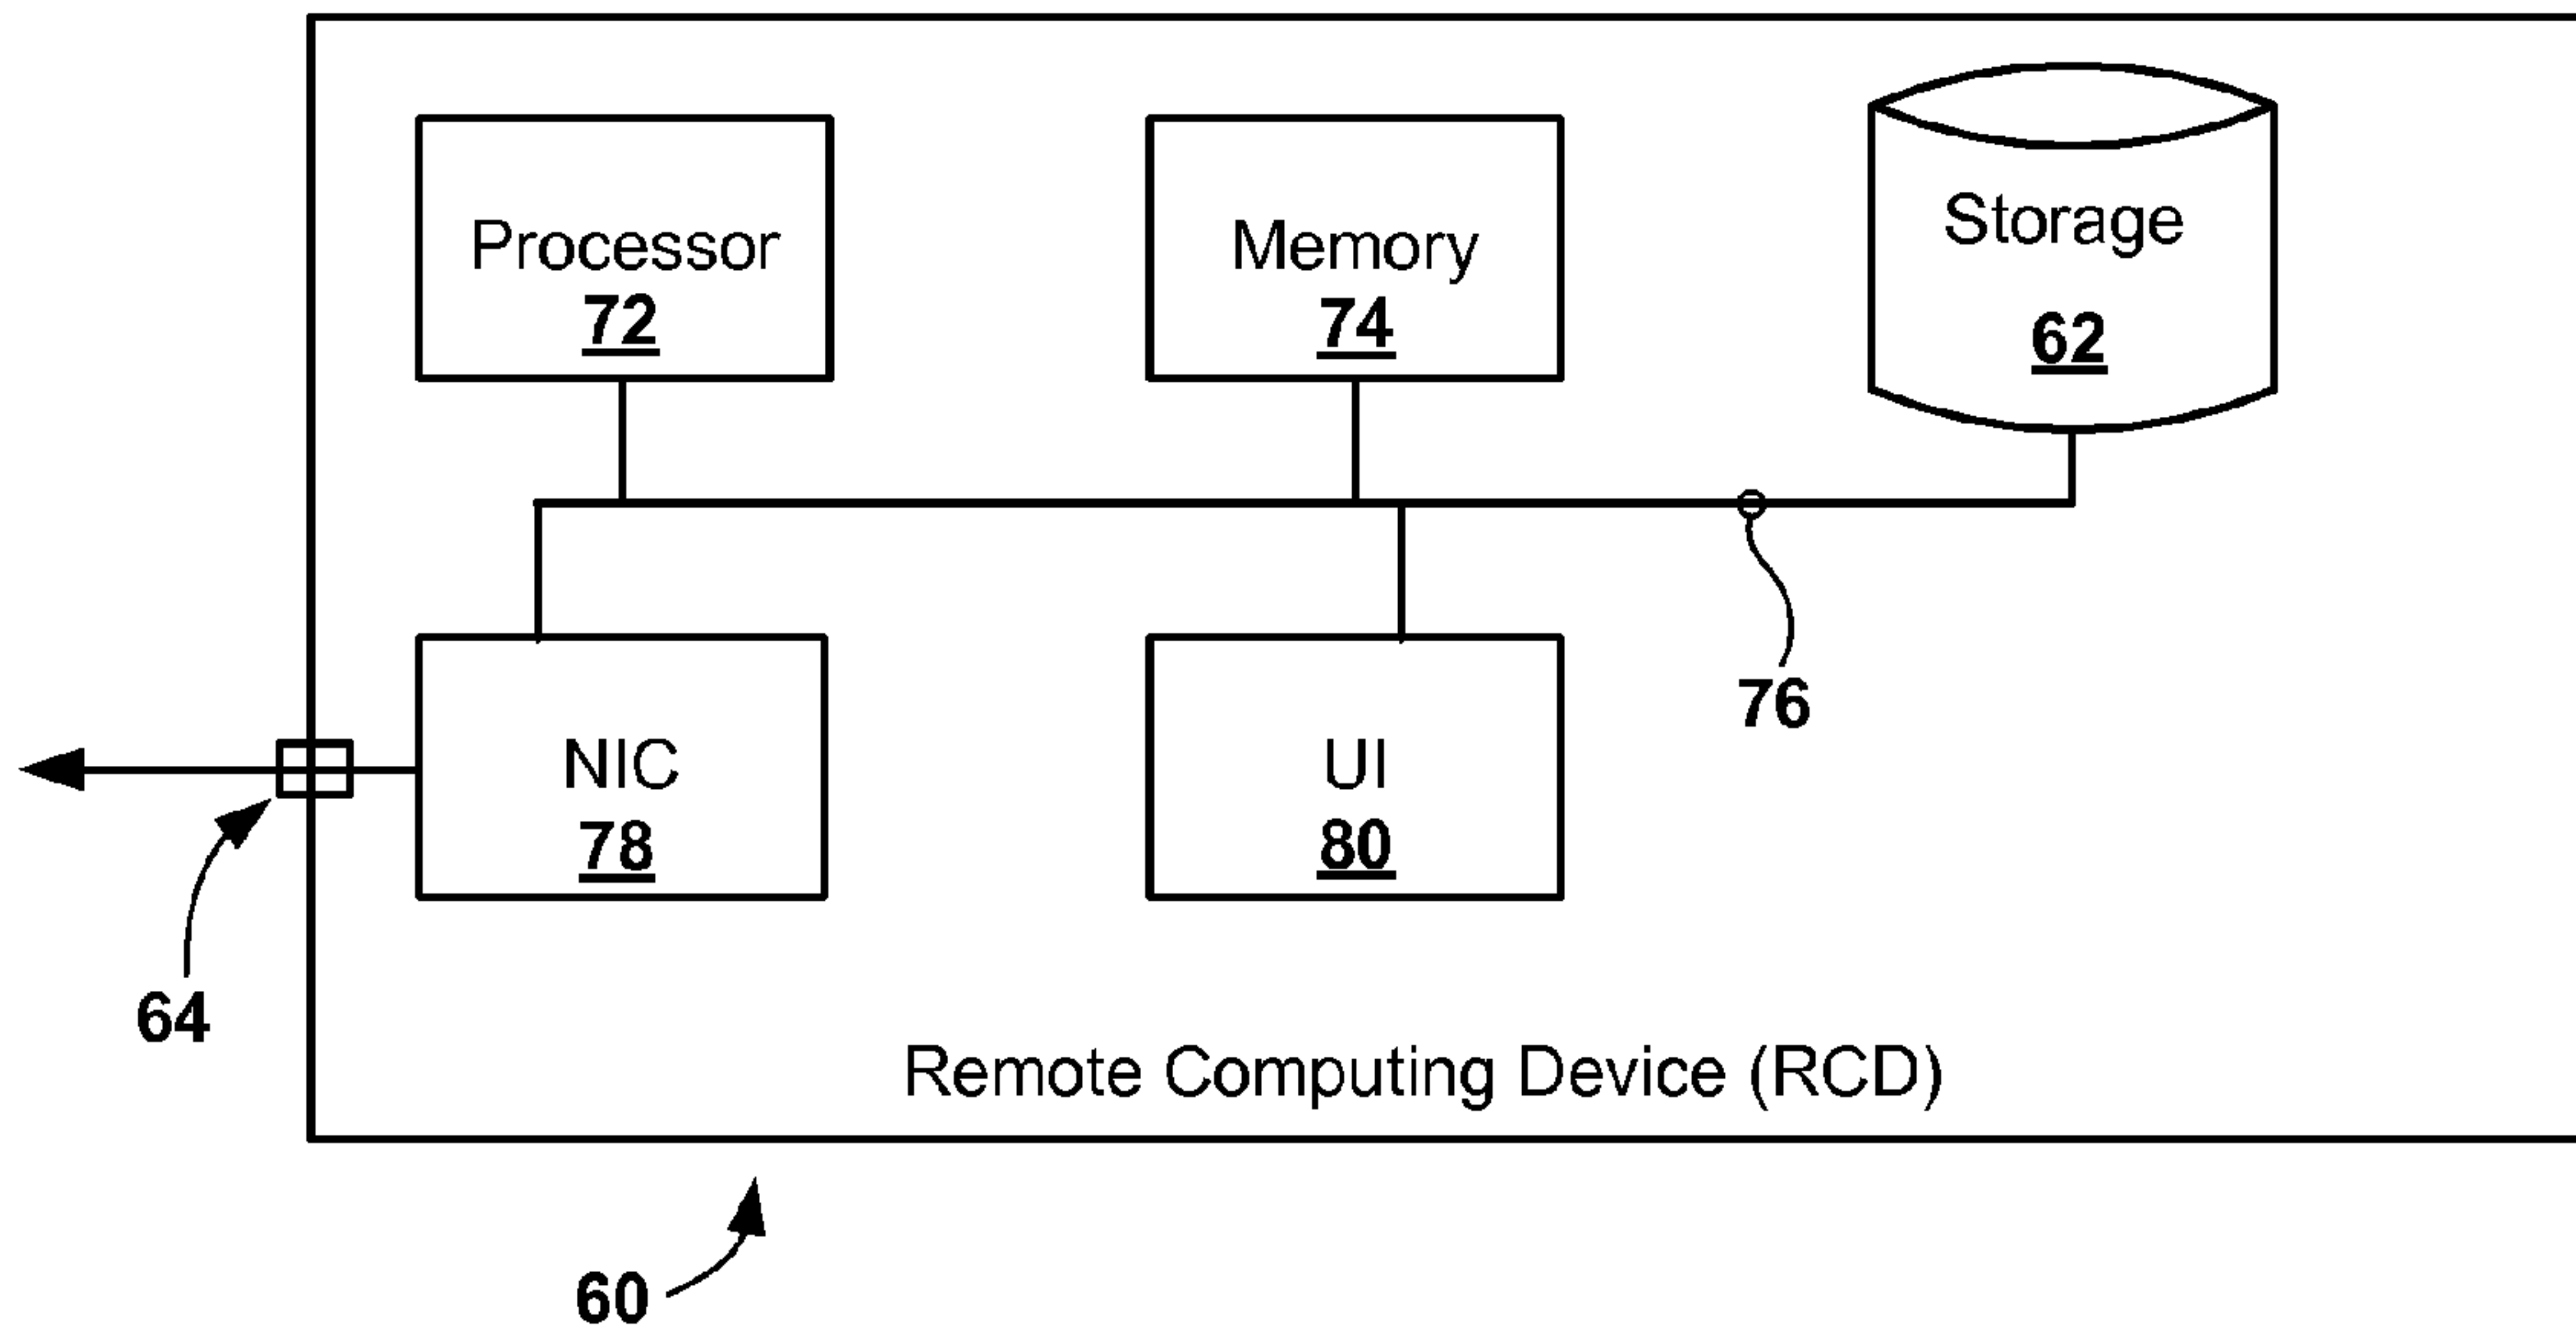 Processor
72
Memory
74
Storage
62
76
NIC
78
UI
80
64
Remote Computing Device (RCD)
60